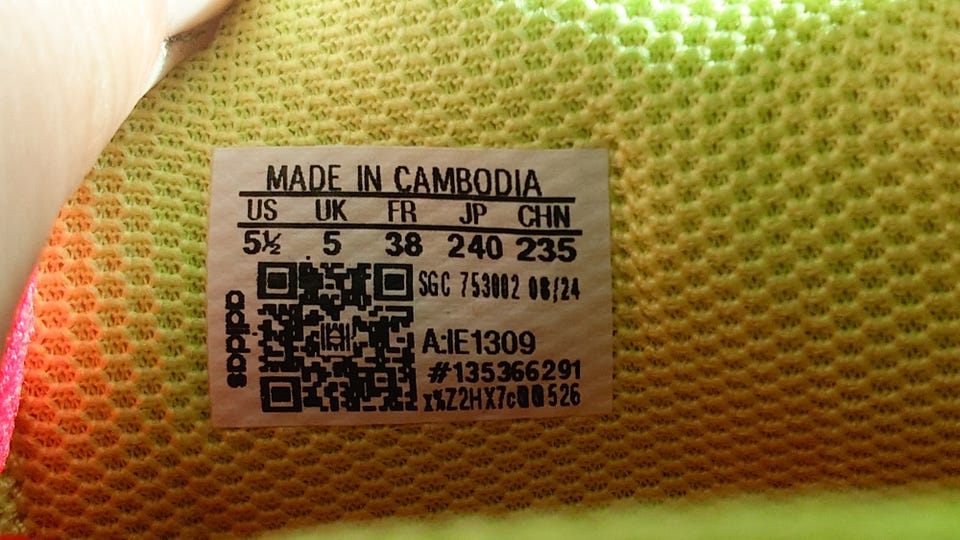 MADE IN CAMBODIA
US UK FR JP CHN
5½ 5 38 240 235
SGC 753002 08/24
adidas
A:IE1309
#135366291